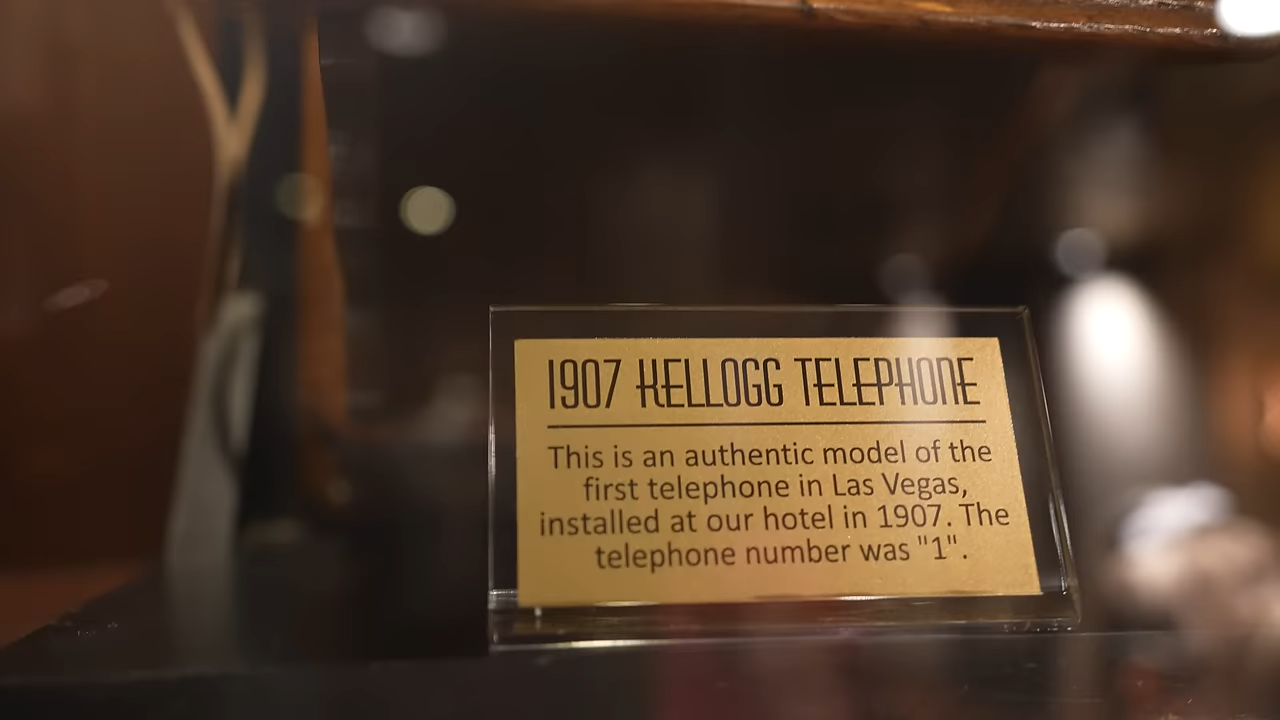 1907 KELLOGG TELEPHONE
This is an authentic model of the
first telephone in Las Vegas,
installed at our hotel in 1907. The
telephone number was "1".